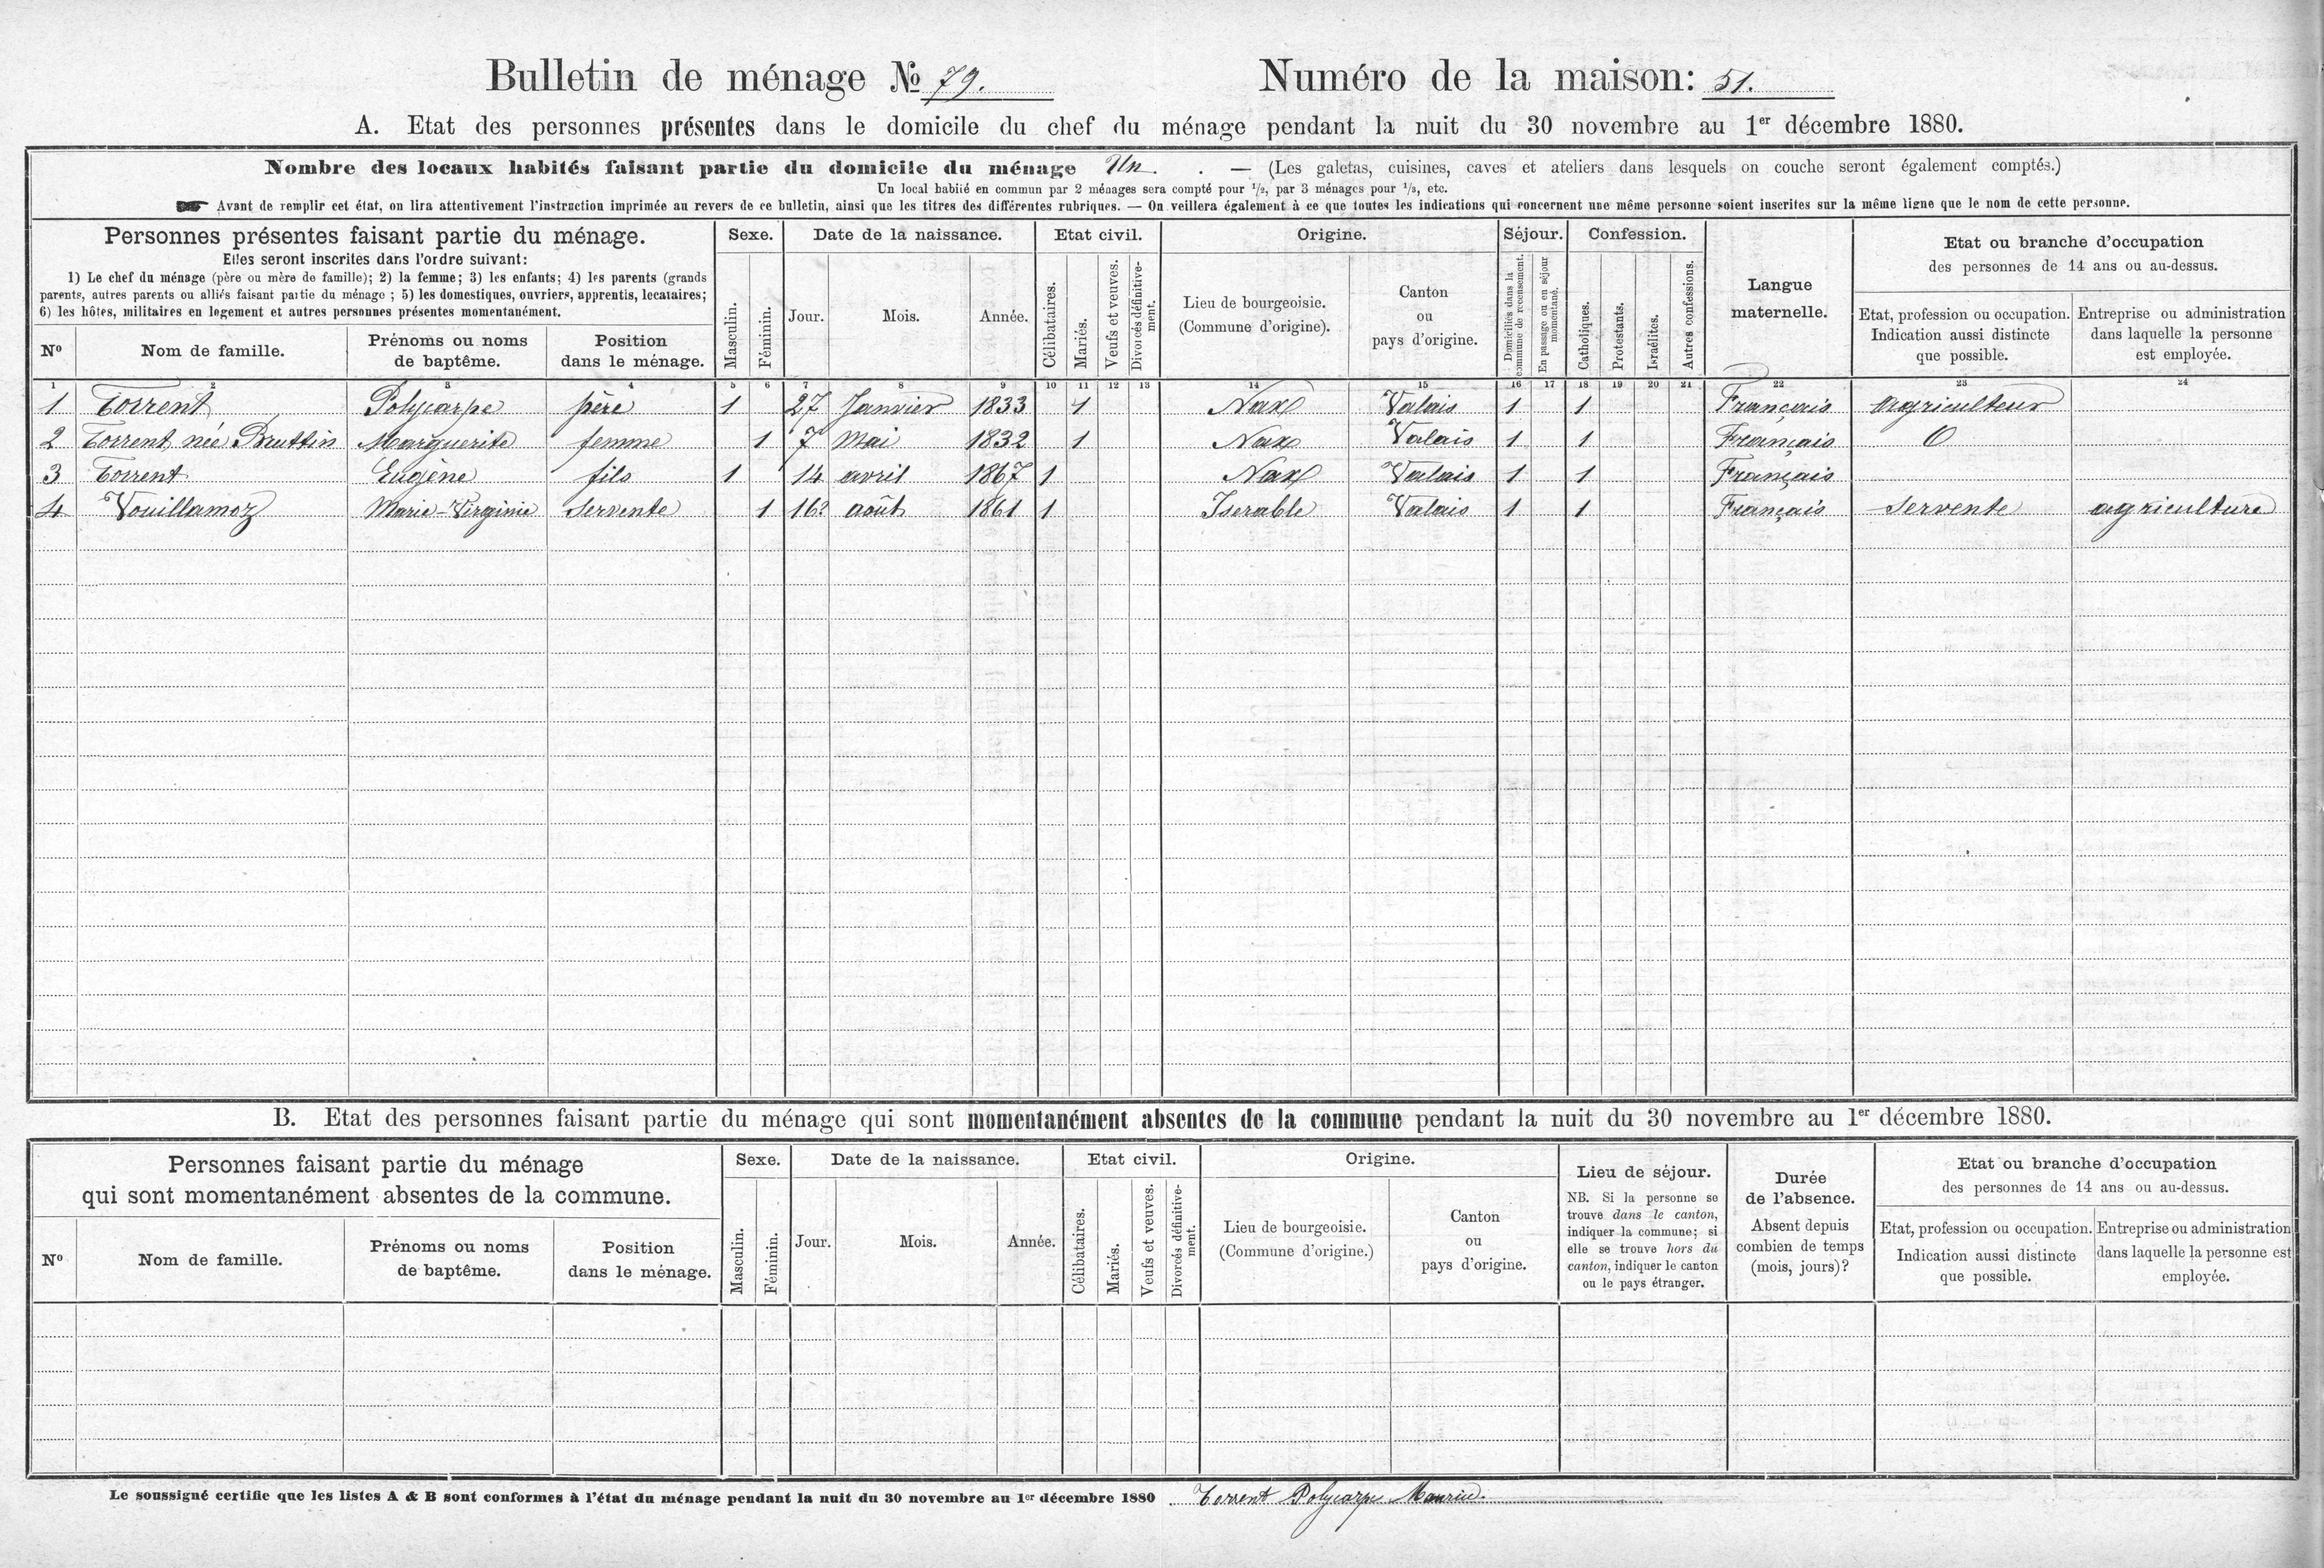 Bulletin de ménage № 79. Numéro de la maison: 51.
A. Etat des personnes présentes dans le domicile du chef du ménage pendant la nuit du 30 novembre au 1er décembre 1880.
Nombre des locaux habités faisant partie du domicile du ménage Un. . — (Les galetas, cuisines, caves et ateliers dans lesquels on couche seront également comptés.)
Un local habité en commun par 2 ménages sera compté pour 1/2, par 3 ménages pour 1/3, etc.
Avant de remplir cet état, on lira attentivement l'instruction imprimée au revers de ce bulletin, ainsi que les titres des différentes rubriques. — On veillera également à ce que toutes les indications qui concernent une même personne soient inscrites sur la même ligne que le nom de cette personne.
Personnes présentes faisant partie du ménage.
Elles seront inscrites dans l'ordre suivant:
1) Le chef du ménage (père ou mère de famille); 2) la femme; 3) les enfants; 4) les parents (grands
parents, autres parents ou alliés faisant partie du ménage ; 5) les domestiques, ouvriers, apprentis, locataires;
6) les hôtes, militaires en logement et autres personnes présentes momentanément.
Nº Nom de famille. Prénoms ou noms de baptême. Position dans le ménage.
Sexe. Masculin. Féminin.
Date de la naissance. Jour. Mois. Année.
Etat civil. Célibataires. Mariés. Veufs et veuves. Divorcés définitive-ment.
Origine. Lieu de bourgeoisie. (Commune d'origine). Canton ou pays d'origine.
Séjour. Domiciliés dans la commune de recensement. En passage ou en séjour momentané.
Confession. Catholiques. Protestants. Israélites. Autres confessions.
Langue maternelle.
Etat ou branche d'occupation
des personnes de 14 ans ou au-dessus.
Etat, profession ou occupation. Indication aussi distincte que possible.
Entreprise ou administration dans laquelle la personne est employée.
1 2 3 4 5 6 7 8 9 10 11 12 13 14 15 16 17 18 19 20 21 22 23 24
1 Torrent Polycarpe père 1 27 Janvier 1833 1 Nax Valais 1 1 Français agriculteur
2 Torrent née Bruttin Marguerite femme 1 7 Mai 1832 1 Nax Valais 1 1 Français 0
3 Torrent Eugène fils 1 14 avril 1867 1 Nax Valais 1 1 Français
4 Vouillamoz Marie-Virginie Servente 1 16 août 1861 1 Iserable Valais 1 1 Français Servente agriculture
B. Etat des personnes faisant partie du ménage qui sont momentanément absentes de la commune pendant la nuit du 30 novembre au 1er décembre 1880.
Personnes faisant partie du ménage
qui sont momentanément absentes de la commune.
Nº Nom de famille. Prénoms ou noms de baptême. Position dans le ménage.
Sexe. Masculin. Féminin.
Date de la naissance. Jour. Mois. Année.
Etat civil. Célibataires. Mariés. Veufs et veuves. Divorcés définitive-ment.
Origine. Lieu de bourgeoisie. (Commune d'origine.) Canton ou pays d'origine.
Lieu de séjour.
NB. Si la personne se
trouve dans le canton,
indiquer la commune; si
elle se trouve hors du
canton, indiquer le canton
ou le pays étranger.
Durée
de l'absence.
Absent depuis
combien de temps
(mois, jours)?
Etat ou branche d'occupation
des personnes de 14 ans ou au-dessus.
Etat, profession ou occupation. Indication aussi distincte que possible.
Entreprise ou administration dans laquelle la personne est employée.
Le soussigné certifie que les listes A & B sont conformes à l'état du ménage pendant la nuit du 30 novembre au 1er décembre 1880 Torrent Polycarpe Maurice.